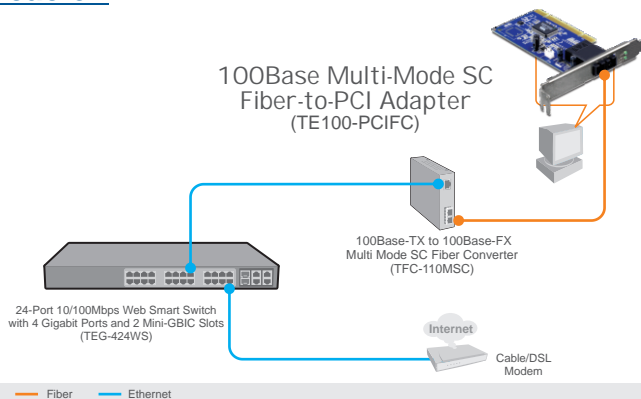 100Base Multi-Mode SC
Fiber-to-PCI Adapter
(TE100-PCIFC)
100Base-TX to 100Base-FX
Multi Mode SC Fiber Converter
(TFC-110MSC)
24-Port 10/100Mbps Web Smart Switch
with 4 Gigabit Ports and 2 Mini-GBIC Slots
(TEG-424WS)
Internet
Cable/DSL
Modem
Fiber
Ethernet